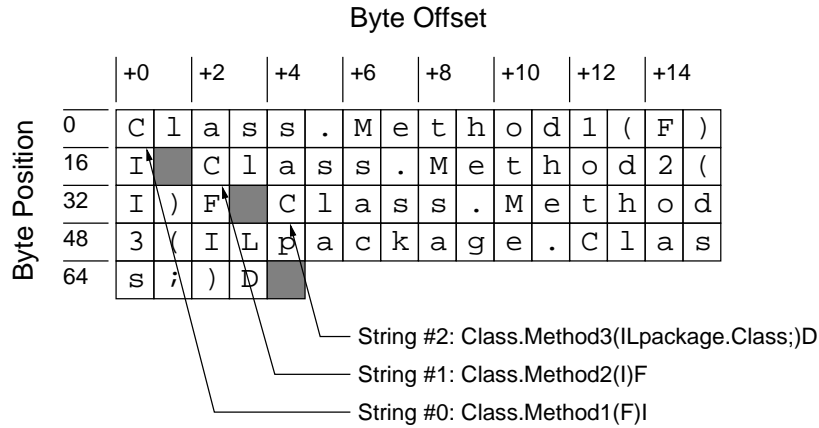 Byte Offset
+0 +2 +4 +6 +8 +10 +12 +14
Byte Position
0 C l a s s . M e t h o d 1 ( F )
16 I C l a s s . M e t h o d 2 (
32 I ) F C l a s s . M e t h o d
48 3 ( I L p a c k a g e . C l a s
64 s ; ) D
String #2: Class.Method3(ILpackage.Class;)D
String #1: Class.Method2(I)F
String #0: Class.Method1(F)I